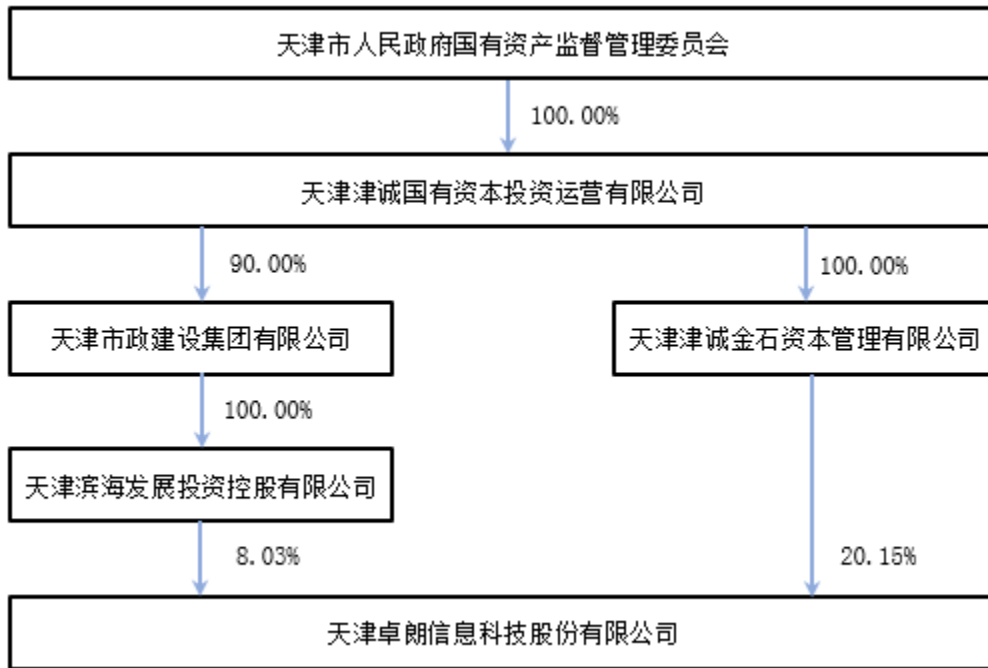 天津市人民政府国有资产监督管理委员会
100.00%
天津津诚国有资本投资运营有限公司
90.00%
100.00%
天津市政建设集团有限公司
天津津诚金石资本管理有限公司
100.00%
天津滨海发展投资控股有限公司
8.03%
20.15%
天津卓朗信息科技股份有限公司